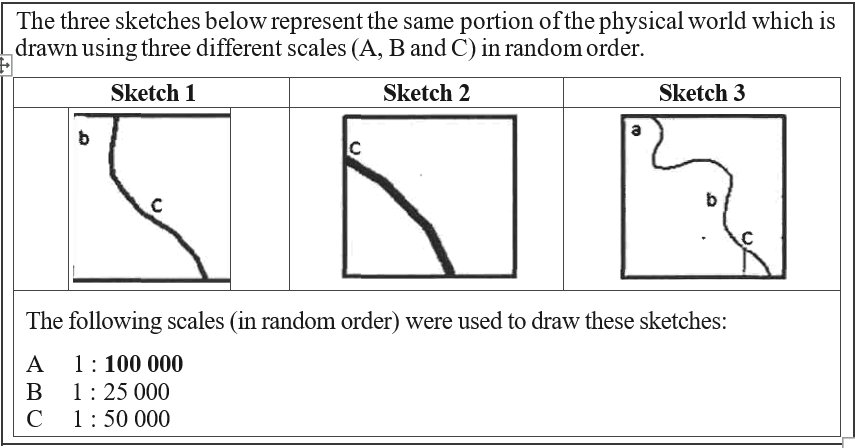 The three sketches below represent the same portion of the physical world which is
drawn using three different scales (A, B and C) in random order.
Sketch 1 Sketch 2 Sketch 3
b
C
C
a
b
C
The following scales (in random order) were used to draw these sketches:
A 1 : 100 000
B 1 : 25 000
C 1 : 50 000